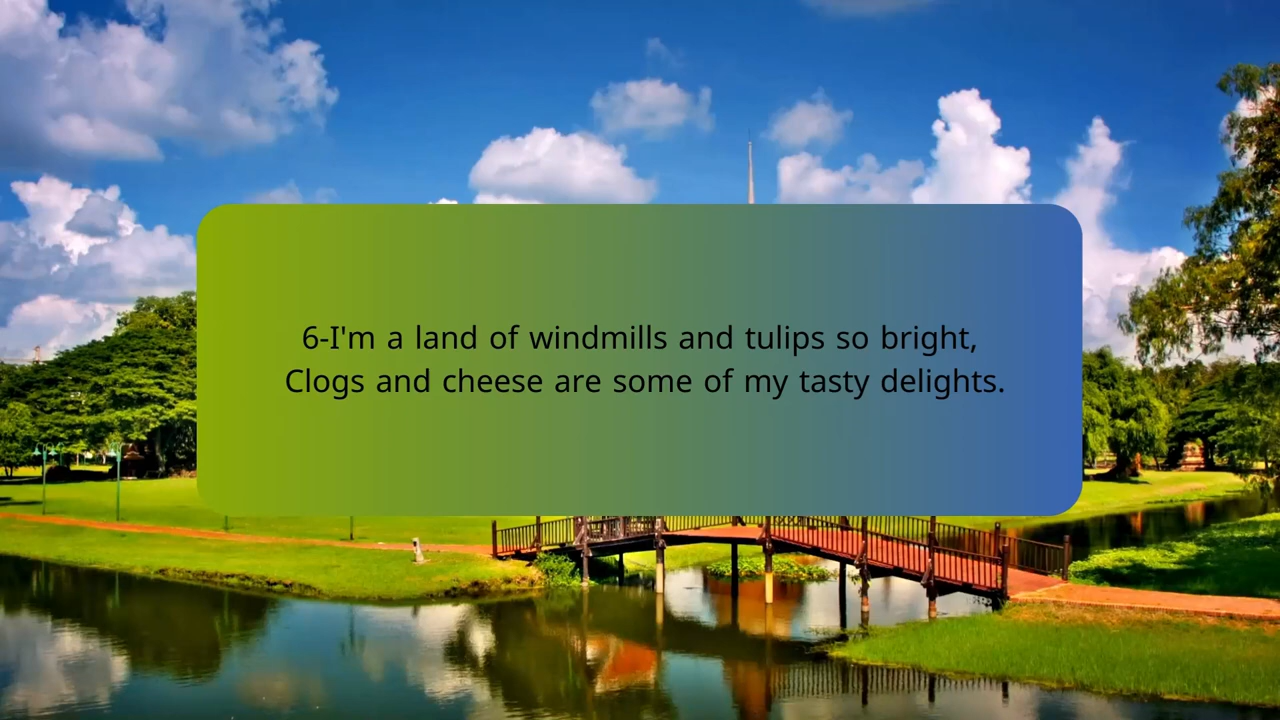 6-I'm a land of windmills and tulips so bright,
Clogs and cheese are some of my tasty delights.